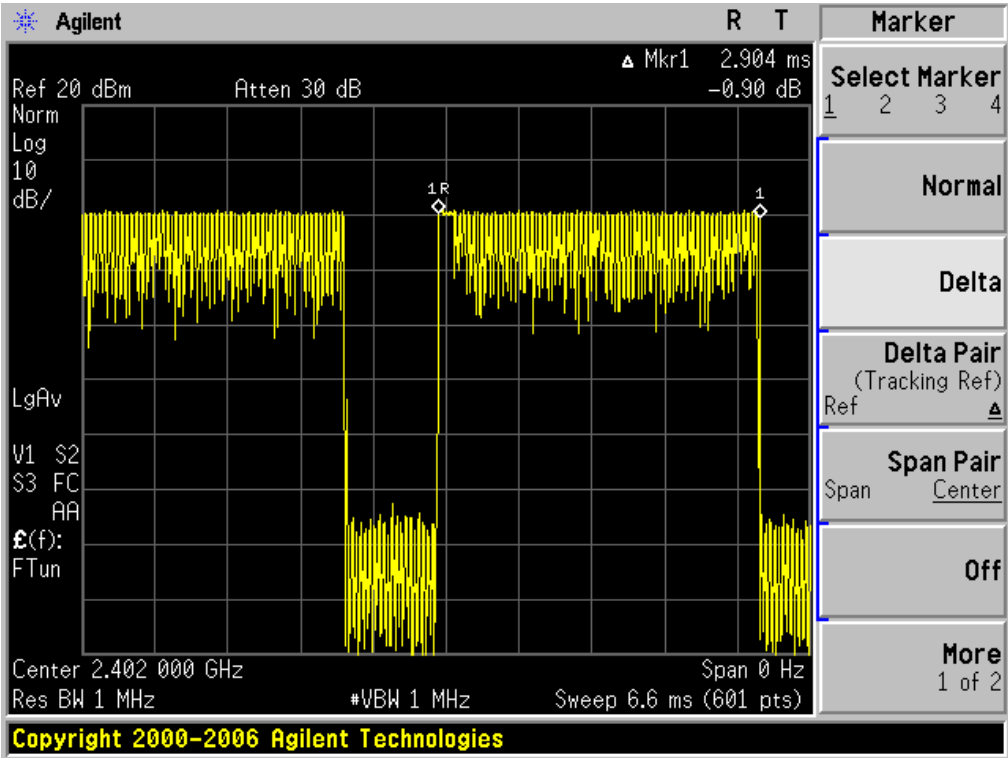 Agilent R T
Marker
Δ Mkr1 2.904 ms
Ref 20 dBm Atten 30 dB -0.90 dB
Norm
Log
10
dB/
1R
1
LgAv
V1 S2
S3 FC
AA
£(f):
FTun
Center 2.402 000 GHz Span 0 Hz
Res BW 1 MHz #VBW 1 MHz Sweep 6.6 ms (601 pts)
Select Marker
1 2 3 4
Normal
Delta
Delta Pair
(Tracking Ref)
Ref Δ
Span Pair
Span Center
Off
More
1 of 2
Copyright 2000-2006 Agilent Technologies